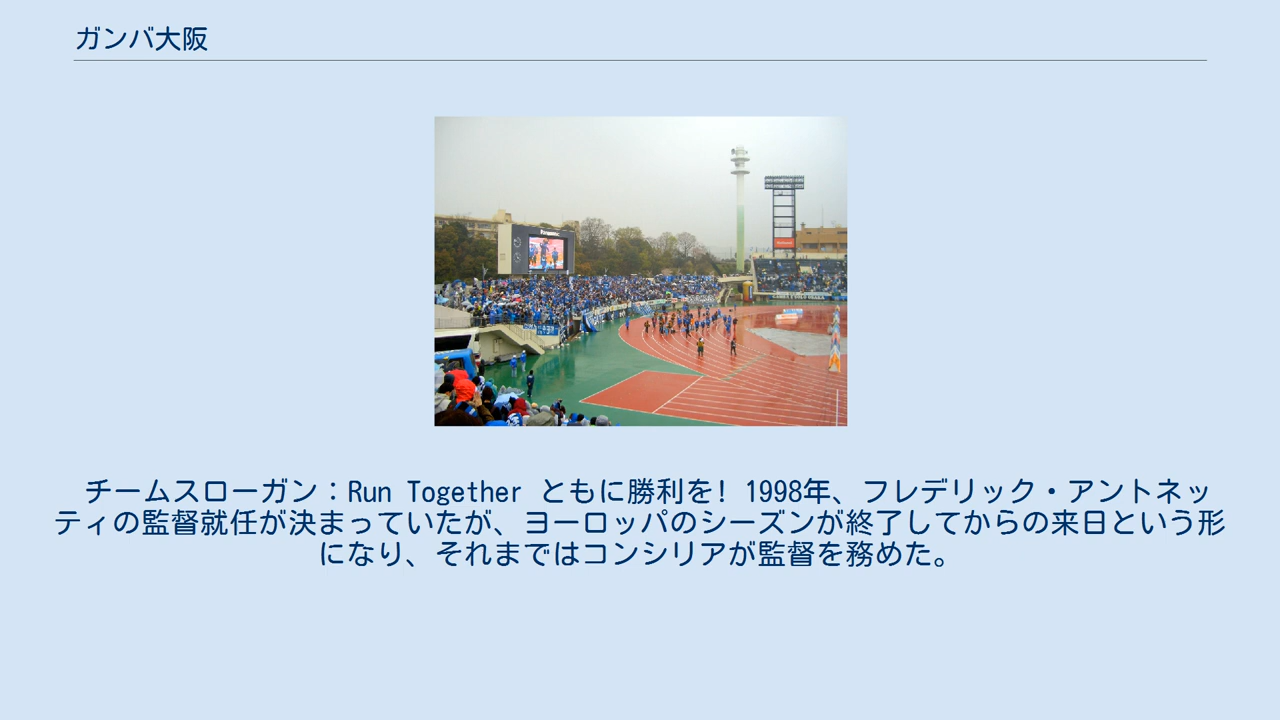 ガンバ大阪
Panasonic
チームスローガン：Run Together ともに勝利を! 1998年、フレデリック・アントネッ
ティの監督就任が決まっていたが、ヨーロッパのシーズンが終了してからの来日という形
になり、それまではコンシリアが監督を務めた。